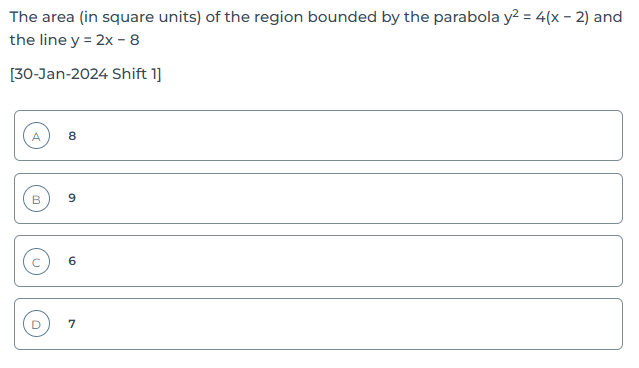 The area (in square units) of the region bounded by the parabola y² = 4(x − 2) and
the line y = 2x − 8
[30-Jan-2024 Shift 1]
A 8
B 9
C 6
D 7